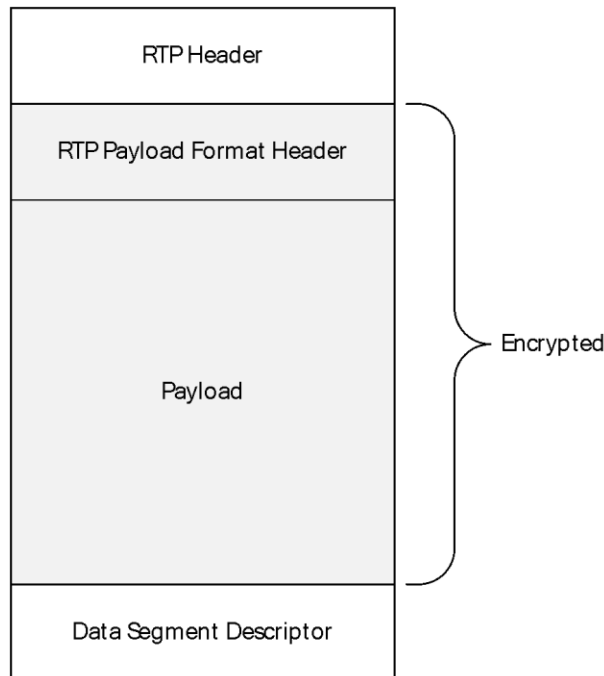 RTP Header
RTP Payload Format Header
Encrypted
Payload
Data Segment Descriptor